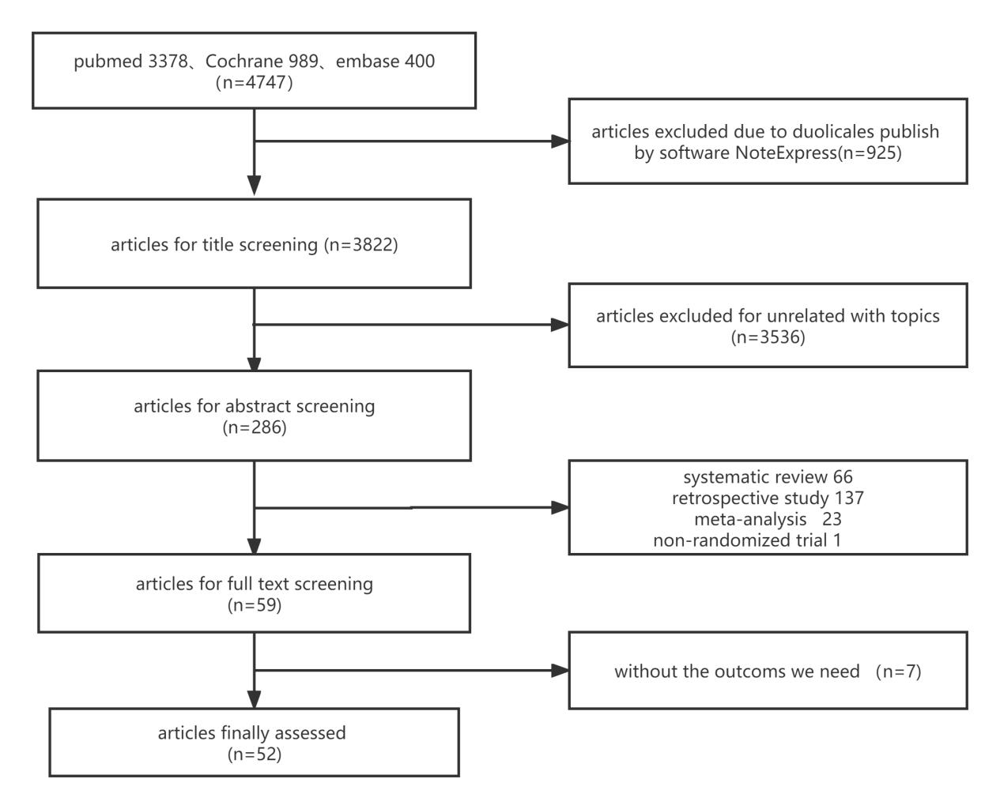 pubmed 3378、Cochrane 989、embase 400
（n=4747）
articles excluded due to duolicales publish
by software NoteExpress(n=925)
articles for title screening (n=3822)
articles excluded for unrelated with topics
(n=3536)
articles for abstract screening
(n=286)
systematic review 66
retrospective study 137
meta-analysis 23
non-randomized trial 1
articles for full text screening
(n=59)
without the outcoms we need （n=7)
articles finally assessed
(n=52)